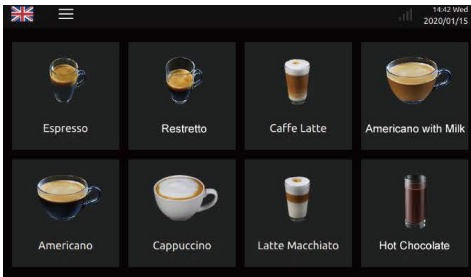 14:42 Wed
2020/01/15
Espresso
Restretto
Caffe Latte
Americano with Milk
Americano
Cappuccino
Latte Macchiato
Hot Chocolate